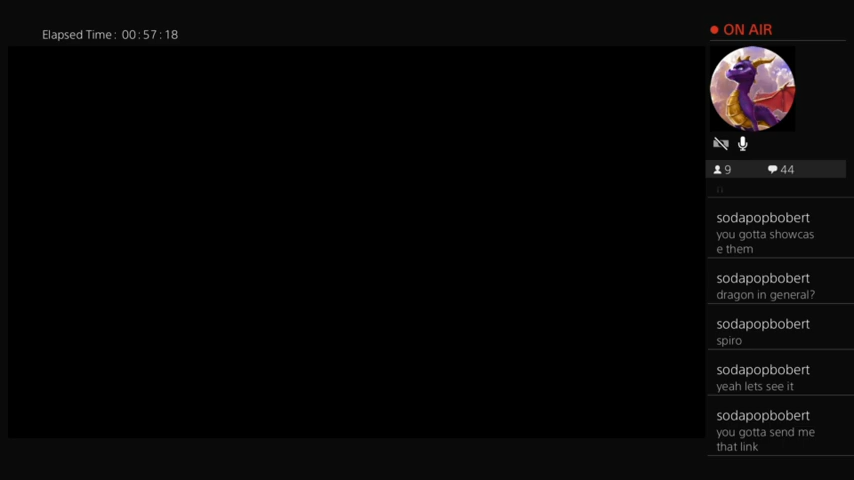 Elapsed Time: 00:57:18
ON AIR
9
44
sodapopbobert
you gotta showcas
e them
sodapopbobert
dragon in general?
sodapopbobert
spiro
sodapopbobert
yeah lets see it
sodapopbobert
you gotta send me
that link